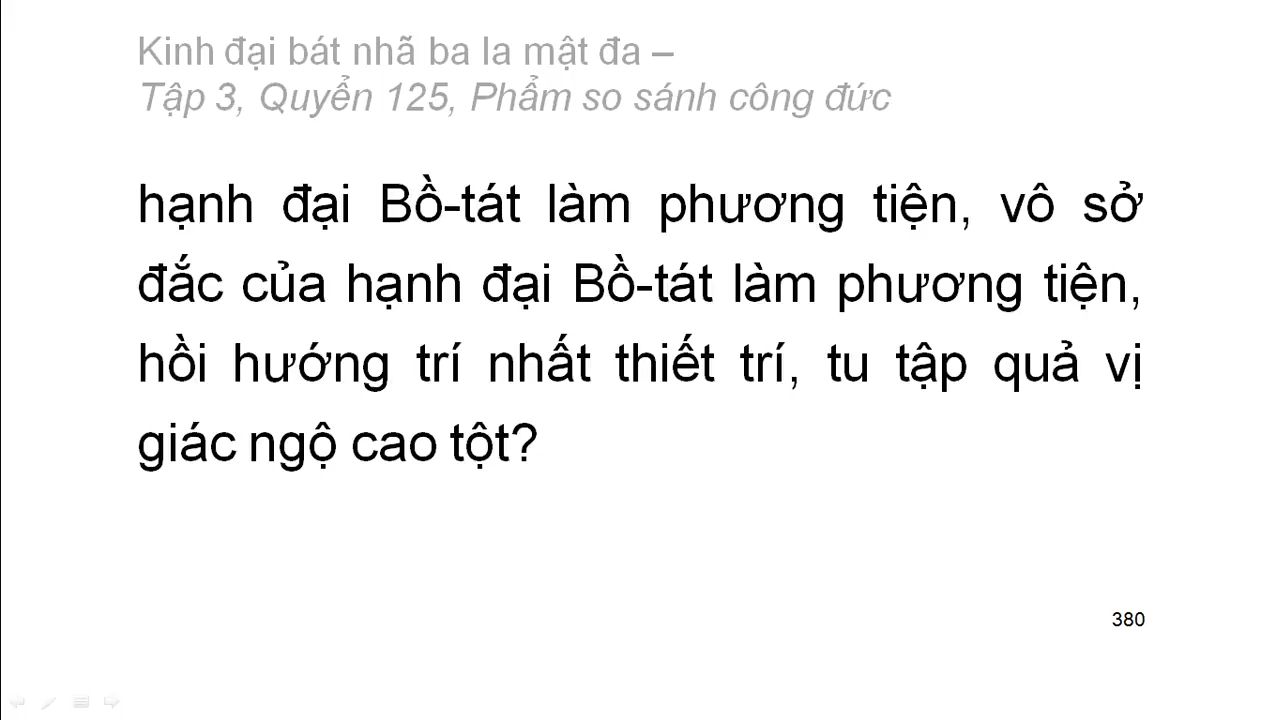 Kinh đại bát nhã ba la mật đa –
Tập 3, Quyển 125, Phẩm so sánh công đức
hạnh đại Bồ-tát làm phương tiện, vô sở
đắc của hạnh đại Bồ-tát làm phương tiện,
hồi hướng trí nhất thiết trí, tu tập quả vị
giác ngộ cao tột?
380